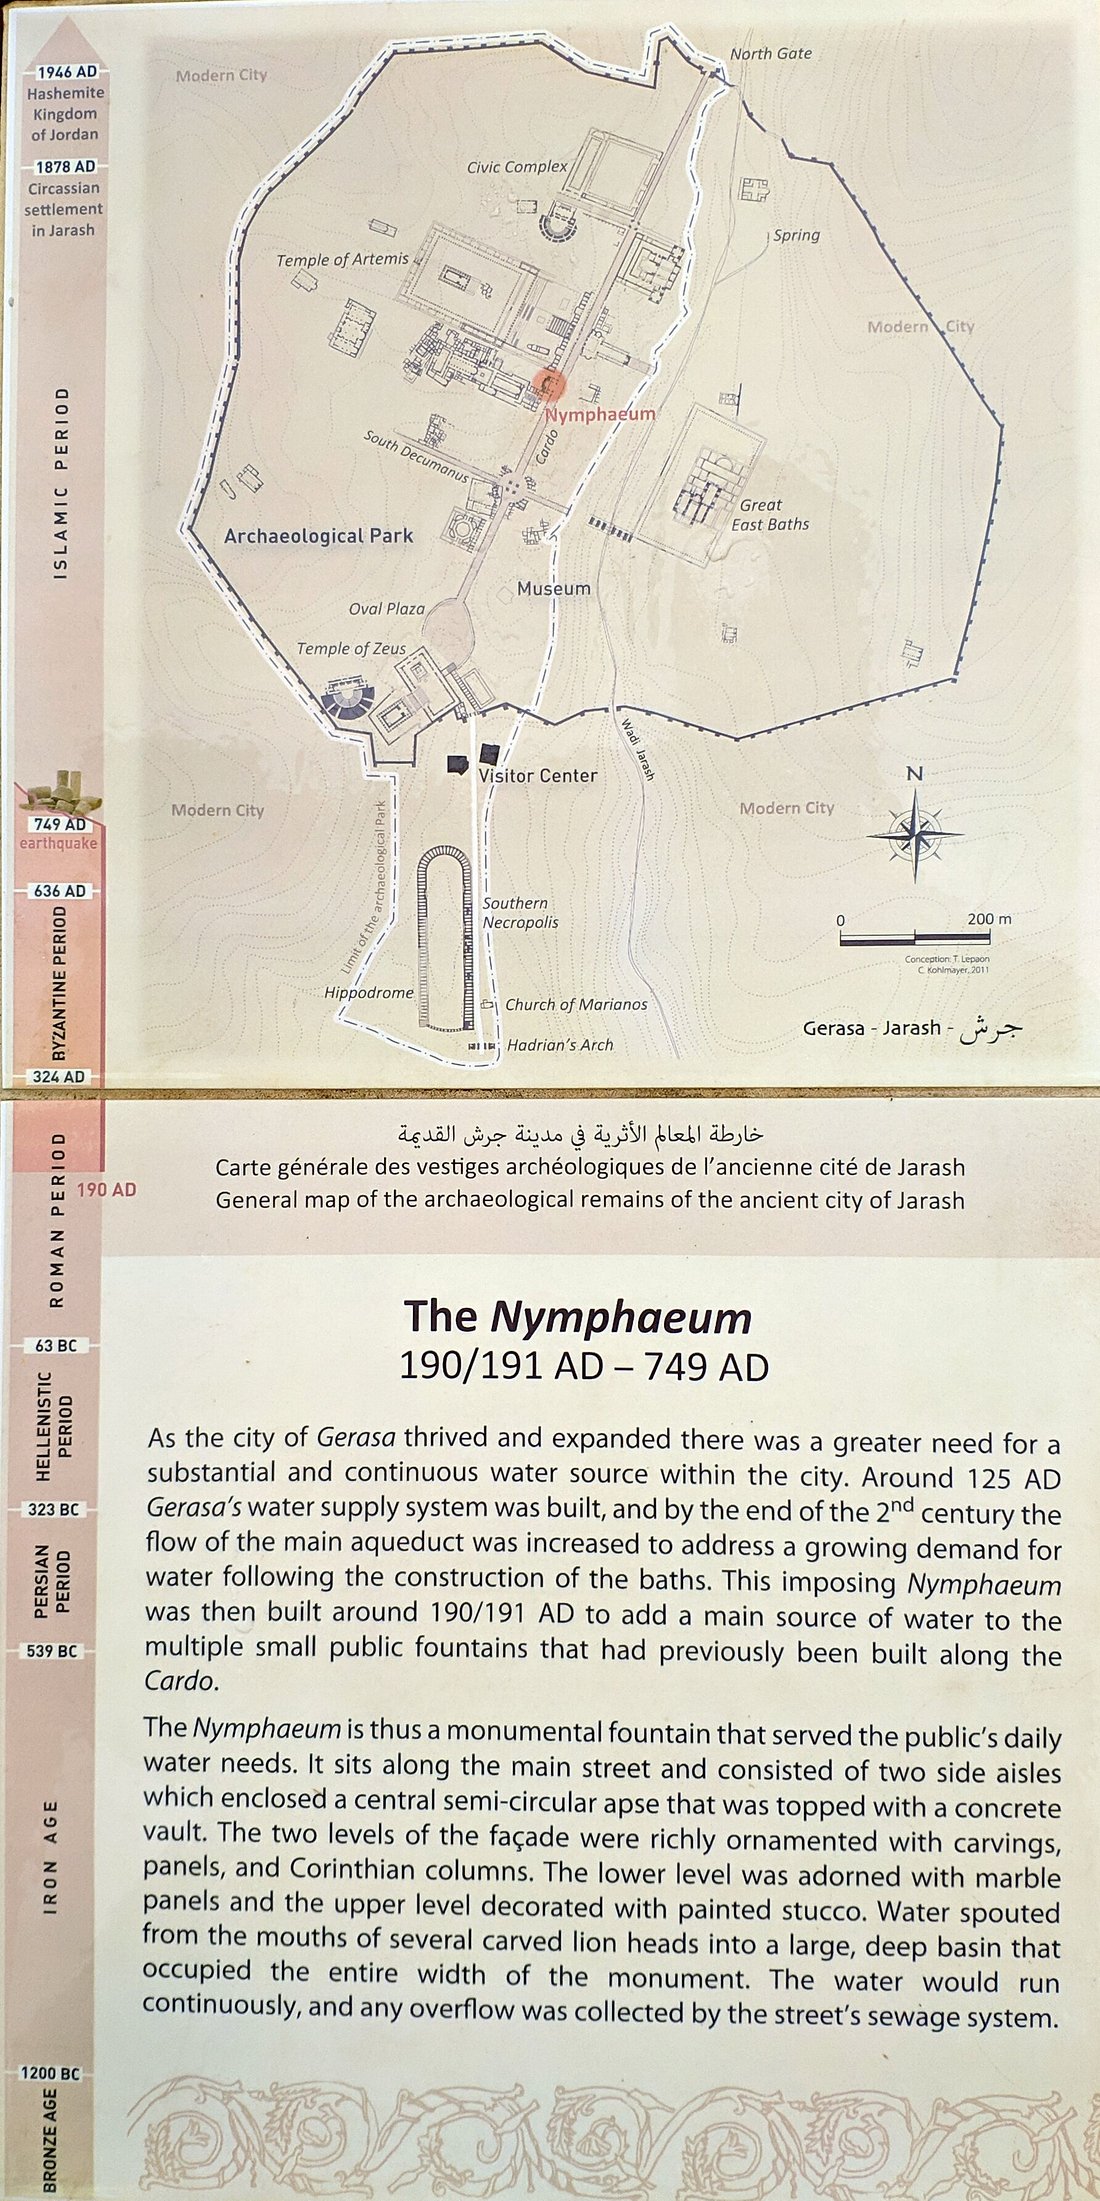 1946 AD
Hashemite
Kingdom
of Jordan
1878 AD
Circassian
settlement
in Jarash
ISLAMIC PERIOD
749 AD
earthquake
636 AD
BYZANTINE PERIOD
324 AD
Modern City
North Gate
Civic Complex
Spring
Temple of Artemis
Modern City
Nymphaeum
Cardo
South Decumanus
Great
East Baths
Archaeological Park
Museum
Oval Plaza
Temple of Zeus
Wadi Jarash
Visitor Center
Modern City
Modern City
N
Limit of the archaeological Park
Southern
Necropolis
0 200 m
Conception: T. Lepaon
C. Kohlmayer, 2011
Hippodrome
Church of Marianos
Gerasa - Jarash - جرش
Hadrian's Arch
ROMAN PERIOD
190 AD
63 BC
HELLENISTIC
PERIOD
323 BC
PERSIAN
PERIOD
539 BC
IRON AGE
1200 BC
BRONZE AGE
خارطة المعالم الأثرية في مدينة جرش القديمة
Carte générale des vestiges archéologiques de l'ancienne cité de Jarash
General map of the archaeological remains of the ancient city of Jarash
The Nymphaeum
190/191 AD – 749 AD
As the city of Gerasa thrived and expanded there was a greater need for a
substantial and continuous water source within the city. Around 125 AD
Gerasa's water supply system was built, and by the end of the 2nd century the
flow of the main aqueduct was increased to address a growing demand for
water following the construction of the baths. This imposing Nymphaeum
was then built around 190/191 AD to add a main source of water to the
multiple small public fountains that had previously been built along the
Cardo.
The Nymphaeum is thus a monumental fountain that served the public's daily
water needs. It sits along the main street and consisted of two side aisles
which enclosed a central semi-circular apse that was topped with a concrete
vault. The two levels of the façade were richly ornamented with carvings,
panels, and Corinthian columns. The lower level was adorned with marble
panels and the upper level decorated with painted stucco. Water spouted
from the mouths of several carved lion heads into a large, deep basin that
occupied the entire width of the monument. The water would run
continuously, and any overflow was collected by the street's sewage system.